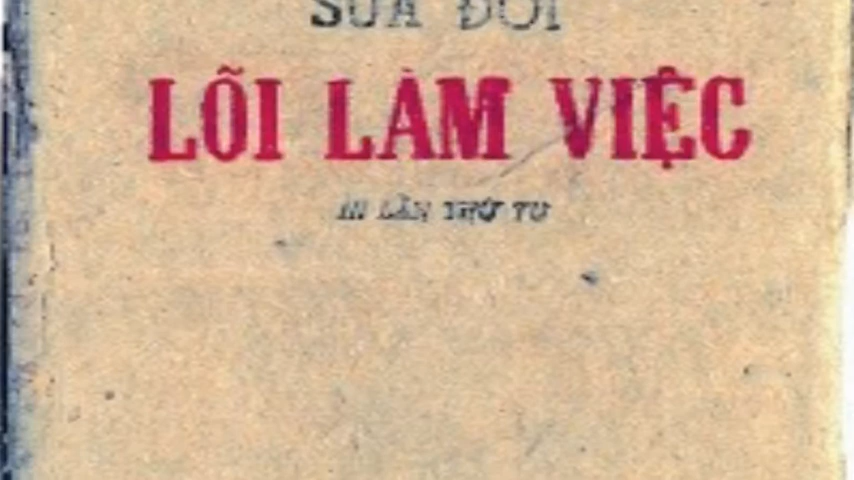 SỬA ĐỔI
LỐI LÀM VIỆC
IN LẦN THỨ TƯ